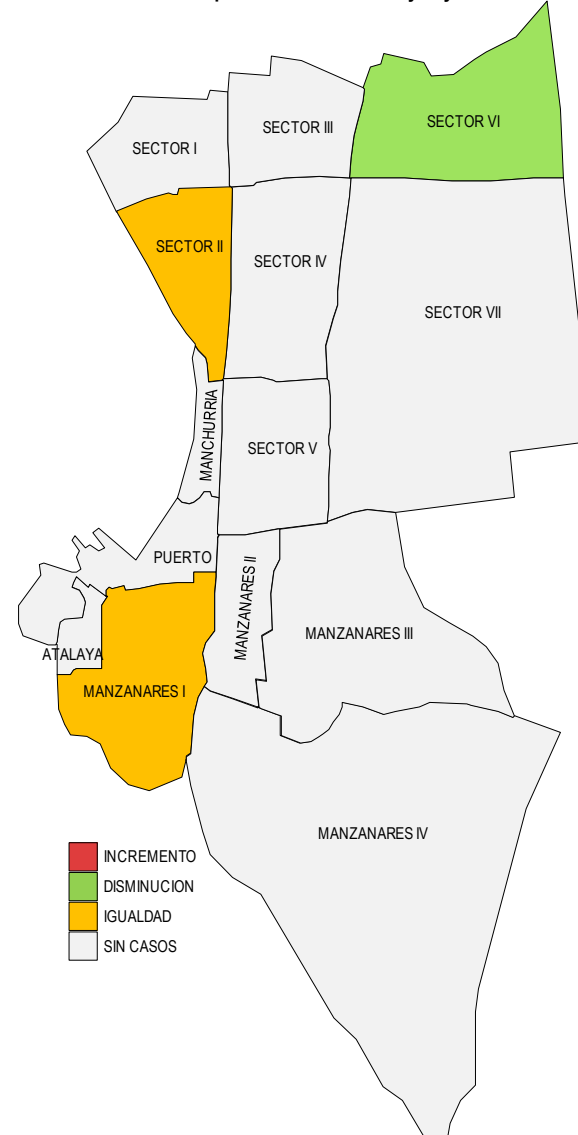 SECTOR VI
SECTOR III
SECTOR I
SECTOR II
SECTOR IV
SECTOR VII
MANCHURRIA
SECTOR V
PUERTO
MANZANARES II
MANZANARES III
ATALAYA
MANZANARES I
MANZANARES IV
INCREMENTO
DISMINUCION
IGUALDAD
SIN CASOS